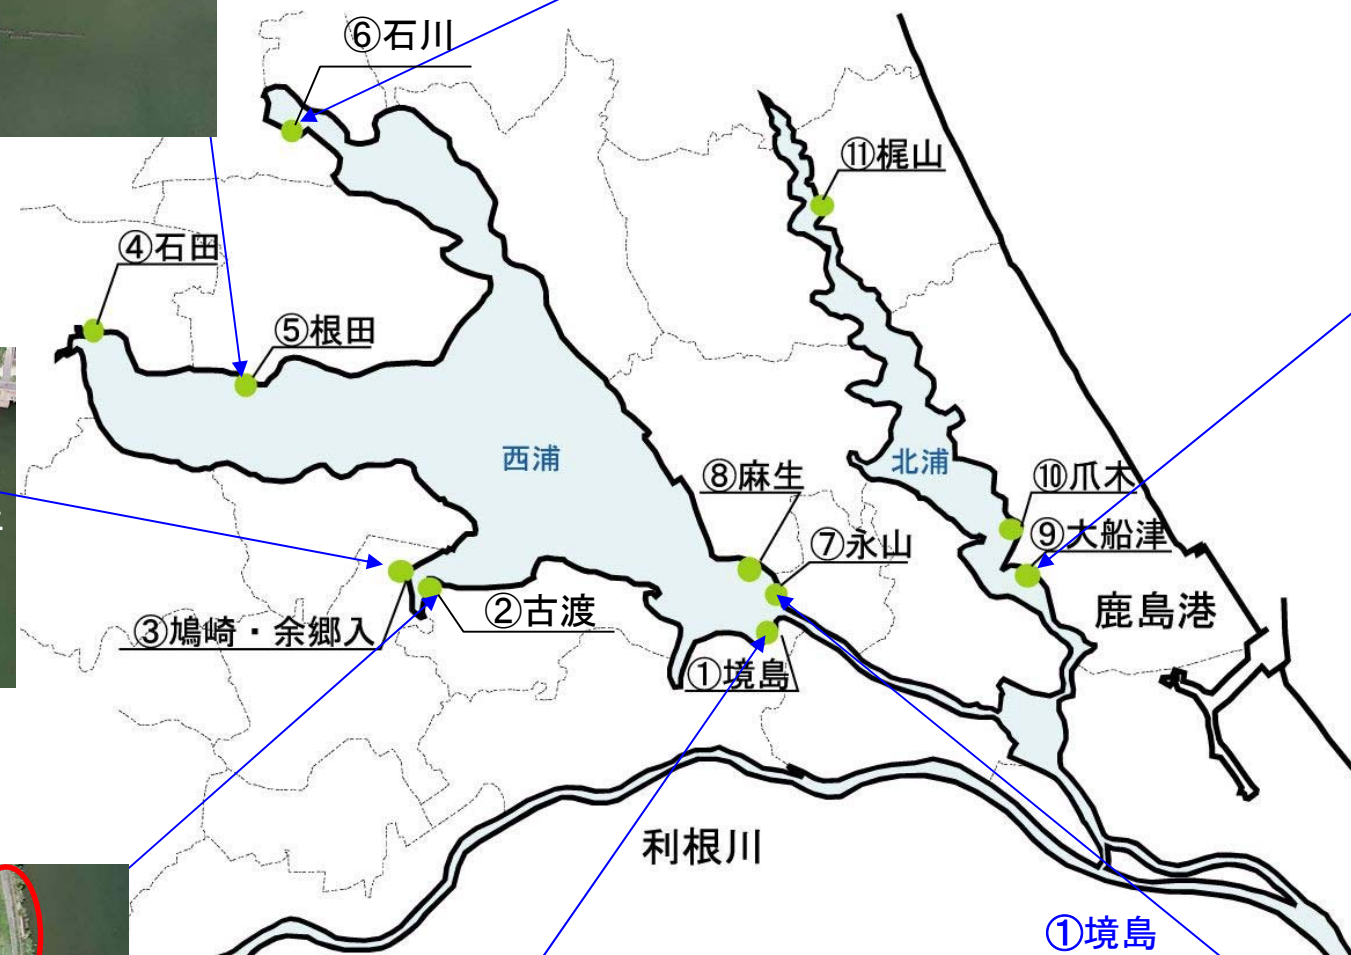 ⑥石川
⑪梶山
④石田
⑤根田
西浦
北浦
⑧麻生
⑩爪木
⑨大船津
⑦永山
②古渡
③鳩崎・余郷入
鹿島港
①境島
利根川
①境島